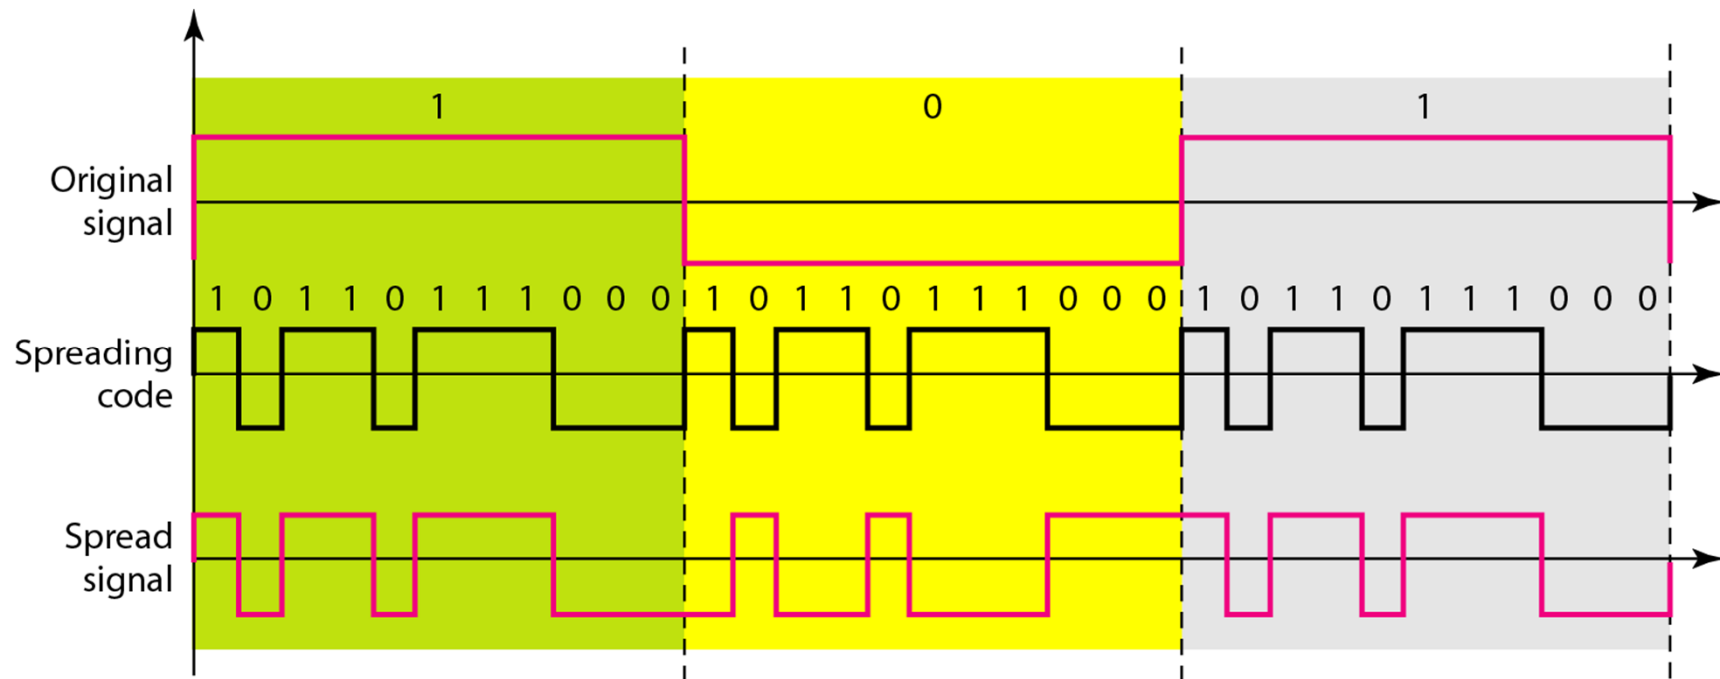 1 0 1
Original
signal
1 0 1 1 0 1 1 1 0 0 0 1 0 1 1 0 1 1 1 0 0 0 1 0 1 1 0 1 1 1 0 0 0
Spreading
code
Spread
signal